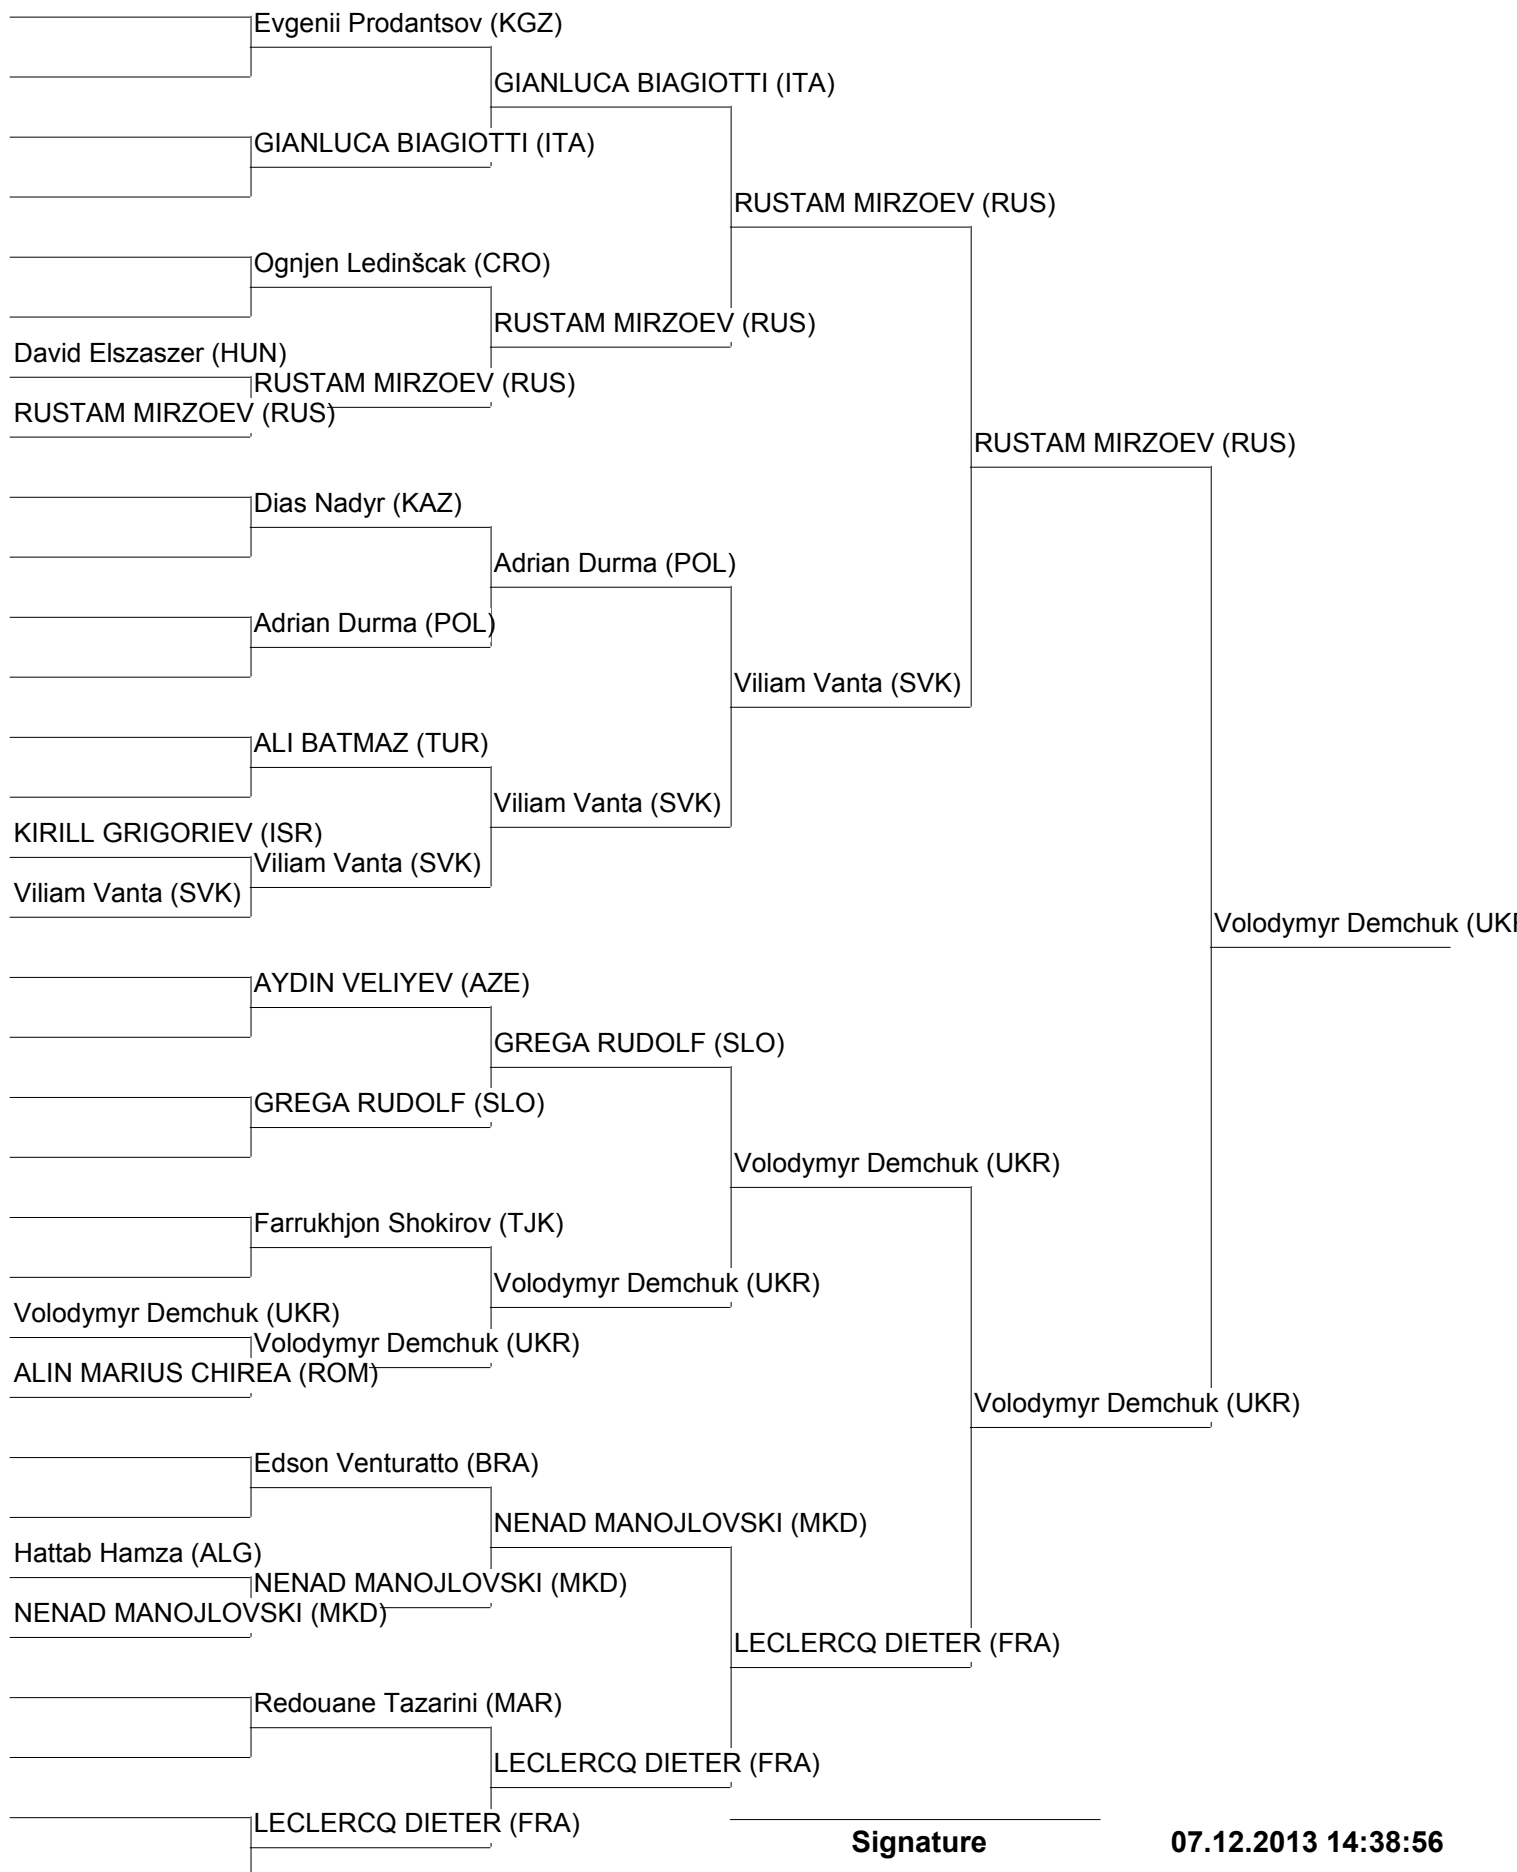 Evgenii Prodantsov (KGZ)
GIANLUCA BIAGIOTTI (ITA)
GIANLUCA BIAGIOTTI (ITA)
RUSTAM MIRZOEV (RUS)
Ognjen Ledinšcak (CRO)
RUSTAM MIRZOEV (RUS)
David Elszaszer (HUN)
RUSTAM MIRZOEV (RUS)
RUSTAM MIRZOEV (RUS)
RUSTAM MIRZOEV (RUS)
Dias Nadyr (KAZ)
Adrian Durma (POL)
Adrian Durma (POL)
Viliam Vanta (SVK)
ALI BATMAZ (TUR)
Viliam Vanta (SVK)
KIRILL GRIGORIEV (ISR)
Viliam Vanta (SVK)
Viliam Vanta (SVK)
Volodymyr Demchuk (UKR
AYDIN VELIYEV (AZE)
GREGA RUDOLF (SLO)
GREGA RUDOLF (SLO)
Volodymyr Demchuk (UKR)
Farrukhjon Shokirov (TJK)
Volodymyr Demchuk (UKR)
Volodymyr Demchuk (UKR)
Volodymyr Demchuk (UKR)
ALIN MARIUS CHIREA (ROM)
Volodymyr Demchuk (UKR)
Edson Venturatto (BRA)
NENAD MANOJLOVSKI (MKD)
Hattab Hamza (ALG)
NENAD MANOJLOVSKI (MKD)
NENAD MANOJLOVSKI (MKD)
LECLERCQ DIETER (FRA)
Redouane Tazarini (MAR)
LECLERCQ DIETER (FRA)
LECLERCQ DIETER (FRA)
Signature
07.12.2013 14:38:56